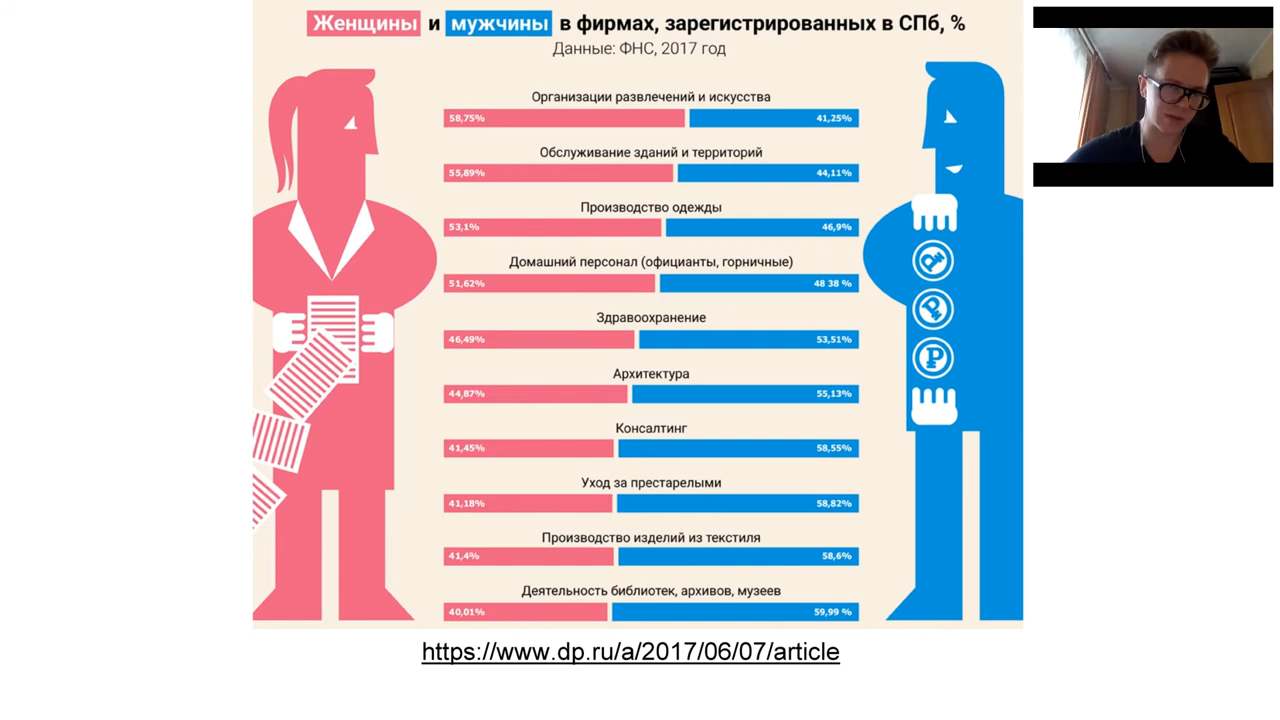 Женщины и мужчины в фирмах, зарегистрированных в СПб, %
Данные: ФНС, 2017 год
Организации развлечений и искусства
58,75% 41,25%
Обслуживание зданий и территорий
55,89% 44,11%
Производство одежды
53,1% 46,9%
Домашний персонал (официанты, горничные)
51,62% 48 38 %
Здравоохранение
46,49% 53,51%
Архитектура
44,87% 55,13%
Консалтинг
41,45% 58,55%
Уход за престарелыми
41,18% 58,82%
Производство изделий из текстиля
41,4% 58,6%
Деятельность библиотек, архивов, музеев
40,01% 59,99 %
https://www.dp.ru/a/2017/06/07/article